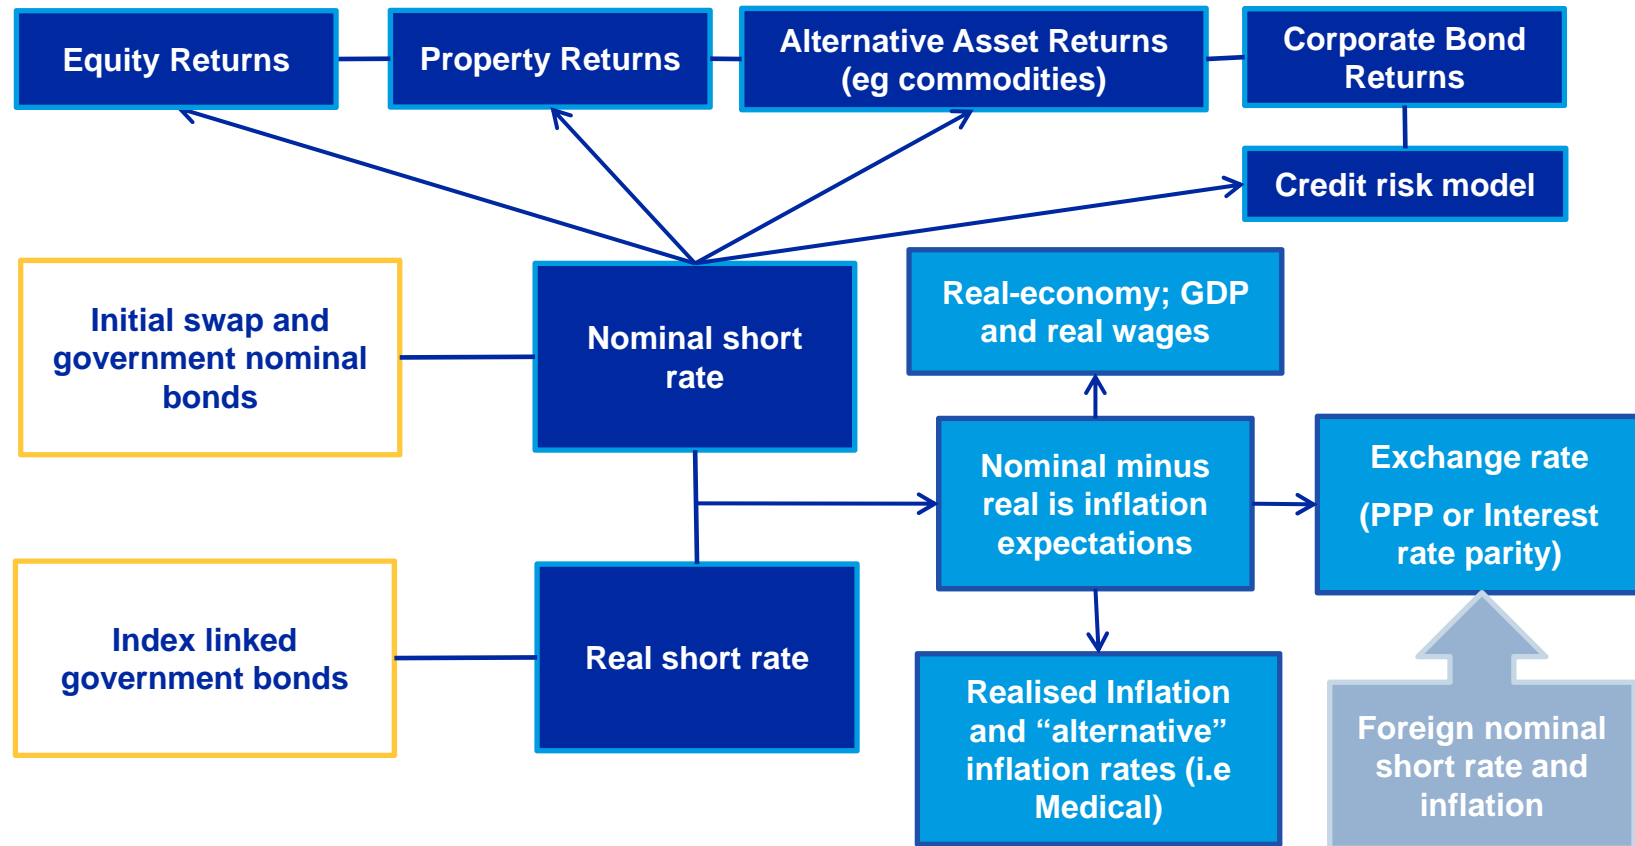 Equity Returns
Property Returns
Alternative Asset Returns
(eg commodities)
Corporate Bond
Returns
Credit risk model
Initial swap and
government nominal
bonds
Nominal short
rate
Real-economy; GDP
and real wages
Nominal minus
real is inflation
expectations
Exchange rate
(PPP or Interest
rate parity)
Index linked
government bonds
Real short rate
Realised Inflation
and “alternative”
inflation rates (i.e
Medical)
Foreign nominal
short rate and
inflation